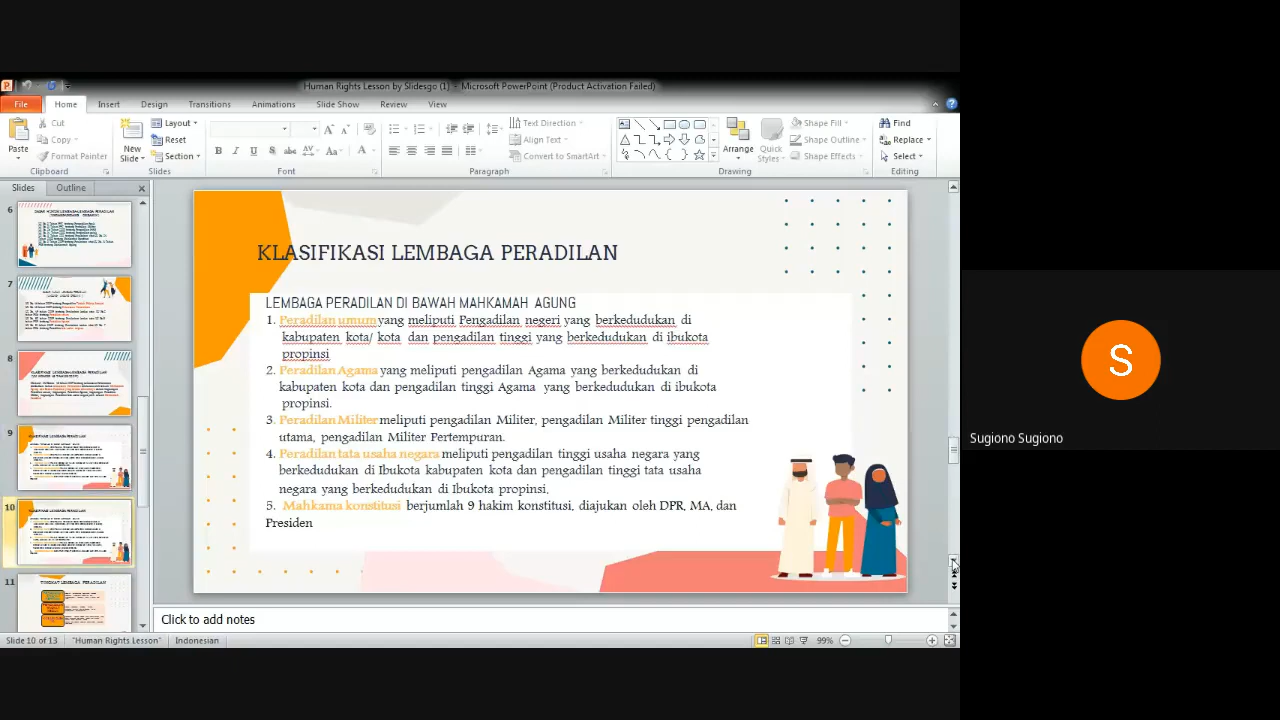 Human Rights Lesson by Slidesgo (1) - Microsoft PowerPoint (Product Activation Failed)
File Home Insert Design Transitions Animations Slide Show Review View
Paste
Cut
Copy
Format Painter
Clipboard
New Slide
Layout
Reset
Section
Slides
Font
Text Direction
Align Text
Convert to SmartArt
Paragraph
Arrange
Quick Styles
Shape Fill
Shape Outline
Shape Effects
Drawing
Find
Replace
Select
Editing
Slides Outline
6
7
8
9
10
11
KLASIFIKASI LEMBAGA PERADILAN
LEMBAGA PERADILAN DI BAWAH MAHKAMAH AGUNG
1. Peradilan umum yang meliputi Pengadilan negeri yang berkedudukan di
kabupaten kota/ kota dan pengadilan tinggi yang berkedudukan di ibukota
propinsi
2. Peradilan Agama yang meliputi pengadilan Agama yang berkedudukan di
kabupaten kota dan pengadilan tinggi Agama yang berkedudukan di ibukota
propinsi.
3. Peradilan Militer meliputi pengadilan Militer, pengadilan Militer tinggi pengadilan
utama, pengadilan Militer Pertempuran.
4. Peradilan tata usaha negara meliputi pengadilan tinggi usaha negara yang
berkedudukan di Ibukota kabupaten kota dan pengadilan tinggi tata usaha
negara yang berkedudukan di Ibukota propinsi,
5. Mahkama konstitusi berjumlah 9 hakim konstitusi, diajukan oleh DPR, MA, dan
Presiden
TINGKAT LEMBAGA PERADILAN
Click to add notes
Slide 10 of 13 "Human Rights Lesson" Indonesian 99%
S
Sugiono Sugiono